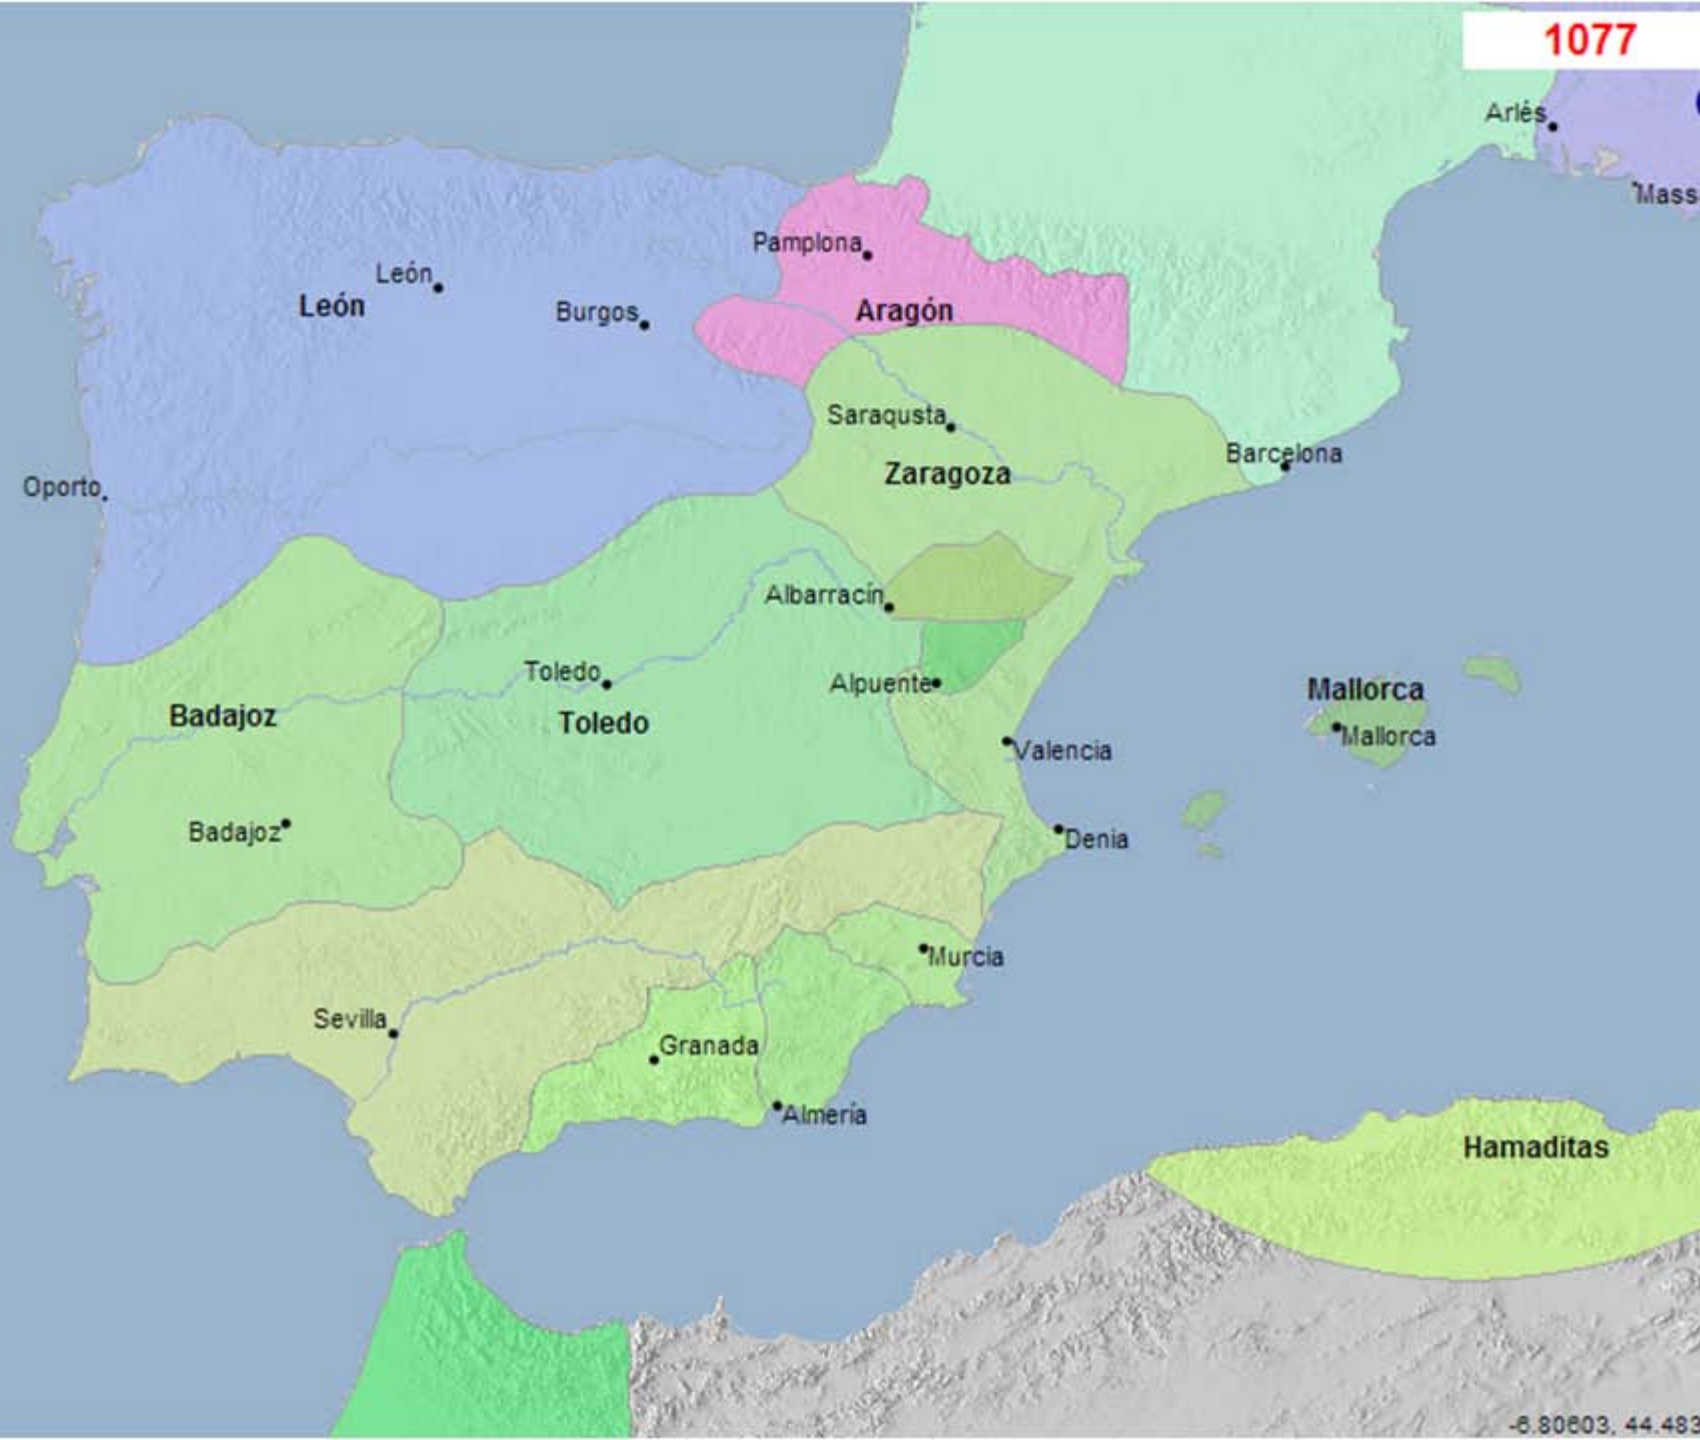 1077
Arlés
Mass
Pamplona
León
León
Burgos
Aragón
Saraqusta
Zaragoza
Barcelona
Oporto
Albarracín
Toledo
Alpuente
Mallorca
Badajoz
Toledo
Mallorca
Valencia
Badajoz
Denia
Murcia
Sevilla
Granada
Almería
Hamaditas
-6.80603, 44.483